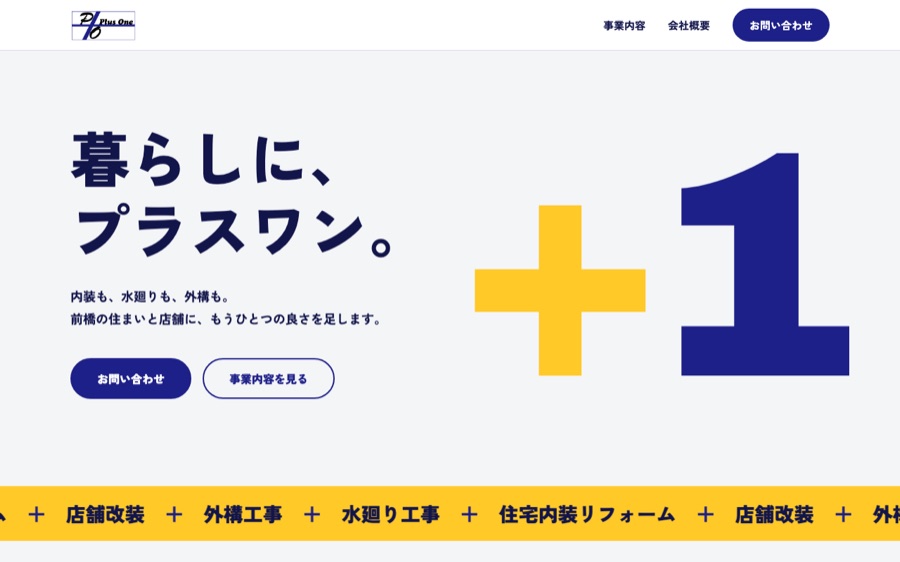 Plus One
事業内容
会社概要
お問い合わせ
暮らしに、
プラスワン。
内装も、水廻りも、外構も。
前橋の住まいと店舗に、もうひとつの良さを足します。
お問い合わせ
事業内容を見る
+1
+ 店舗改装 + 外構工事 + 水廻り工事 + 住宅内装リフォーム + 店舗改装 +